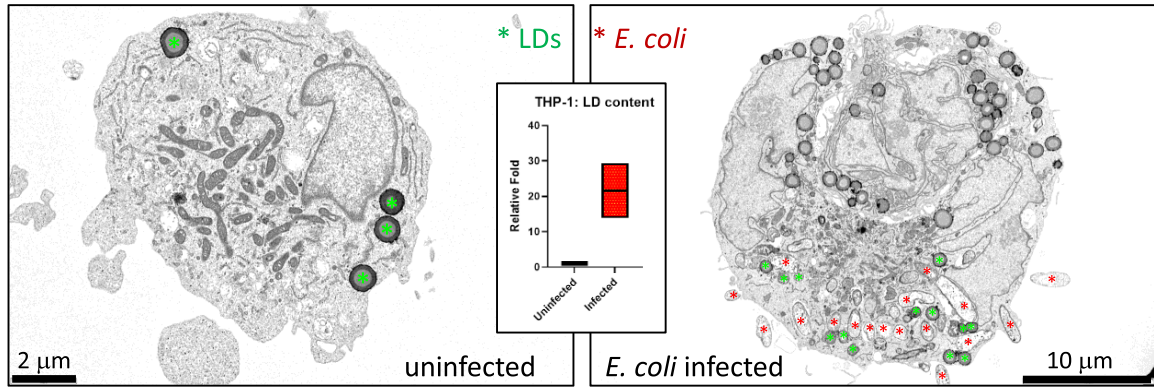 * LDs
* E. coli
THP-1: LD content
Relative Fold
40
30
20
10
0
Uninfected
Infected
2 μm
uninfected
E. coli infected
10 μm